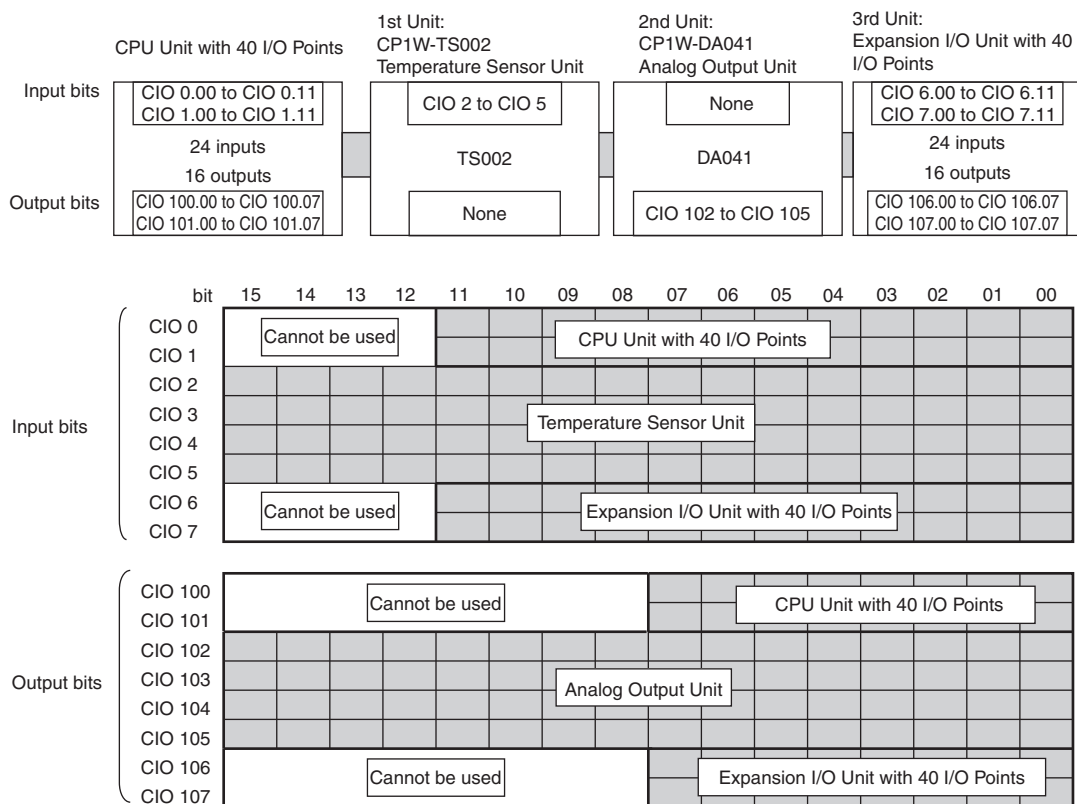 CPU Unit with 40 I/O Points
1st Unit:
CP1W-TS002
Temperature Sensor Unit
2nd Unit:
CP1W-DA041
Analog Output Unit
3rd Unit:
Expansion I/O Unit with 40
I/O Points
Input bits
CIO 0.00 to CIO 0.11
CIO 1.00 to CIO 1.11
CIO 2 to CIO 5
None
CIO 6.00 to CIO 6.11
CIO 7.00 to CIO 7.11
24 inputs
16 outputs
TS002
DA041
24 inputs
16 outputs
Output bits
CIO 100.00 to CIO 100.07
CIO 101.00 to CIO 101.07
None
CIO 102 to CIO 105
CIO 106.00 to CIO 106.07
CIO 107.00 to CIO 107.07
bit 15 14 13 12 11 10 09 08 07 06 05 04 03 02 01 00
Input bits
CIO 0
CIO 1
Cannot be used
CPU Unit with 40 I/O Points
CIO 2
CIO 3
CIO 4
CIO 5
Temperature Sensor Unit
CIO 6
CIO 7
Cannot be used
Expansion I/O Unit with 40 I/O Points
Output bits
CIO 100
CIO 101
Cannot be used
CPU Unit with 40 I/O Points
CIO 102
CIO 103
CIO 104
CIO 105
Analog Output Unit
CIO 106
CIO 107
Cannot be used
Expansion I/O Unit with 40 I/O Points